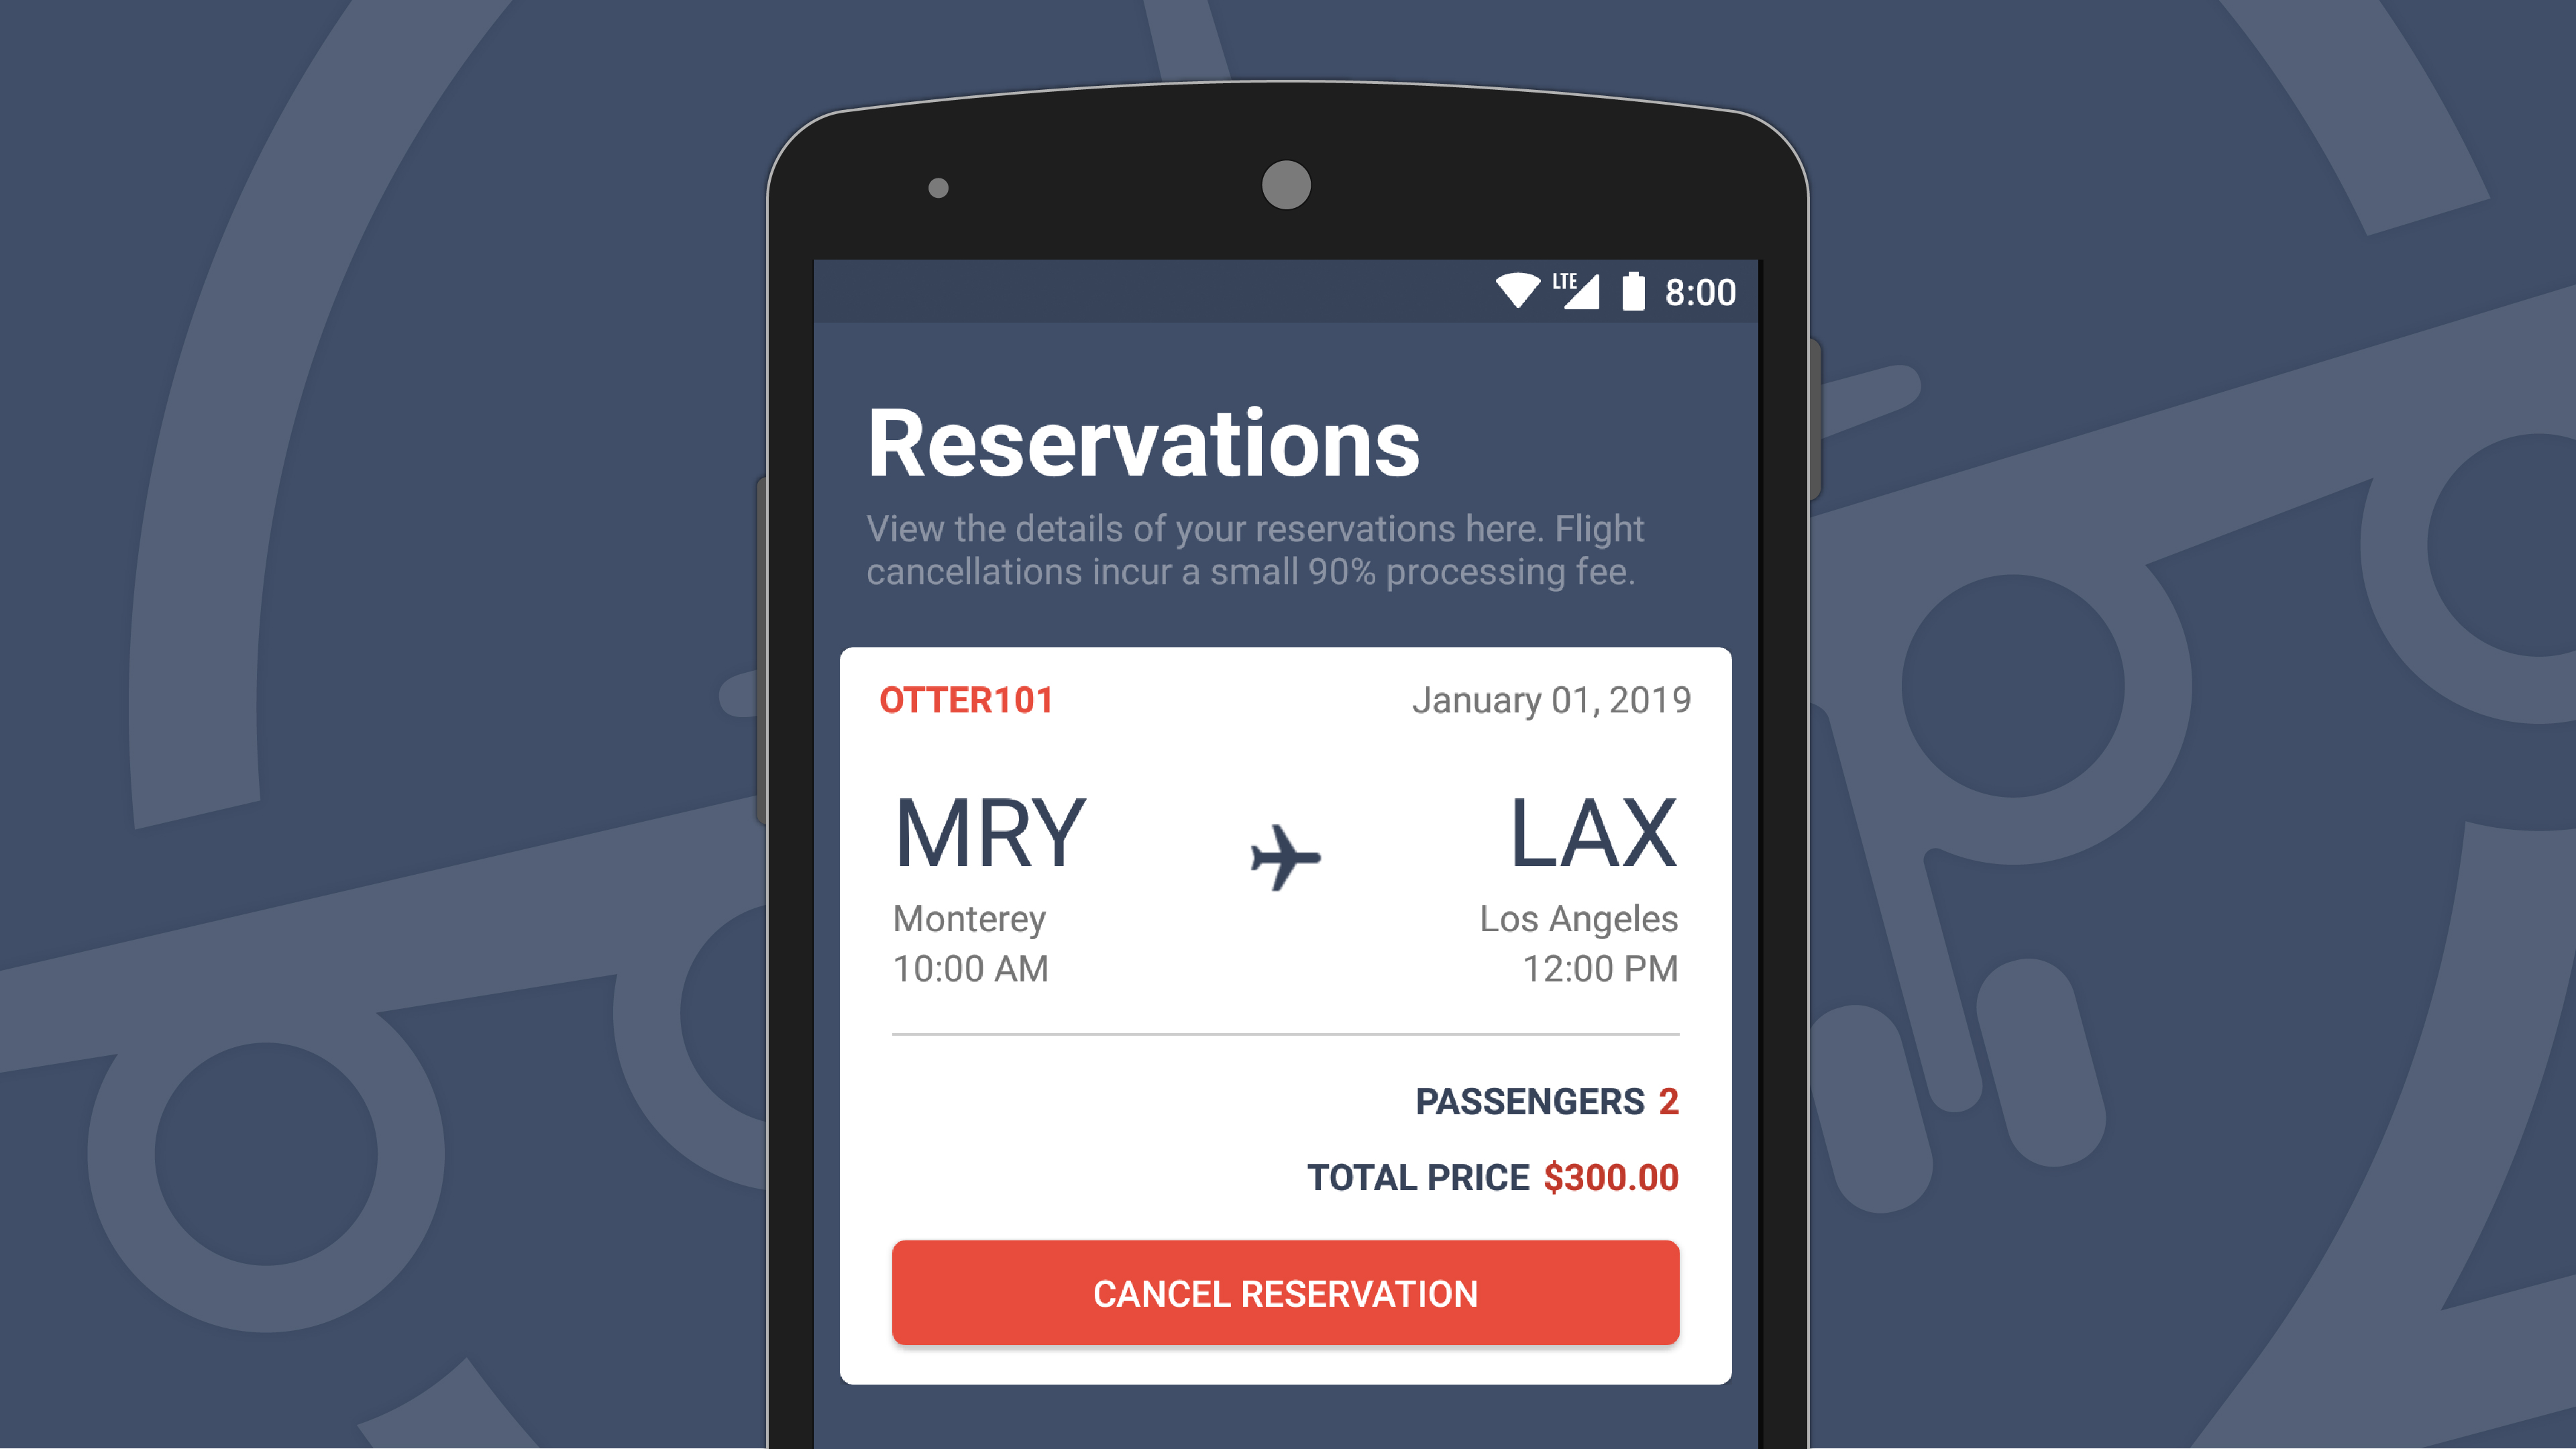 LTE 8:00
Reservations
View the details of your reservations here. Flight
cancellations incur a small 90% processing fee.
OTTER101 January 01, 2019
MRY LAX
Monterey Los Angeles
10:00 AM 12:00 PM
PASSENGERS 2
TOTAL PRICE $300.00
CANCEL RESERVATION